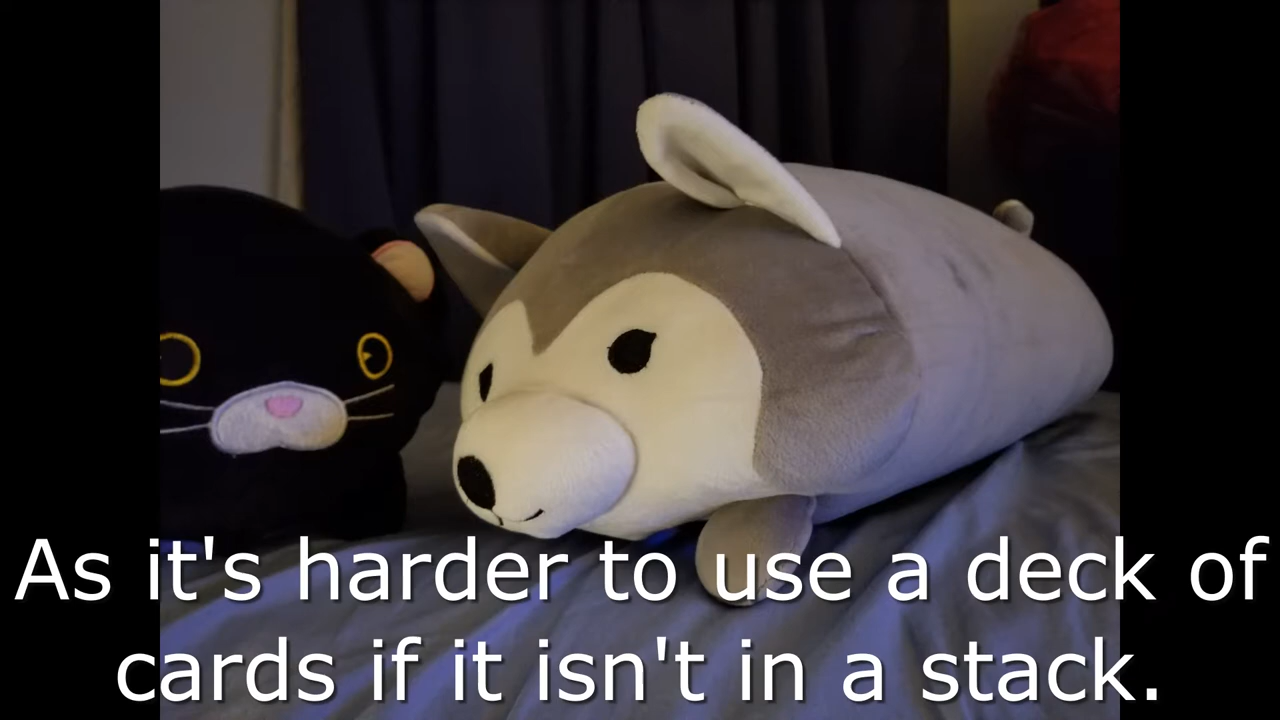 As it's harder to use a deck of
cards if it isn't in a stack.